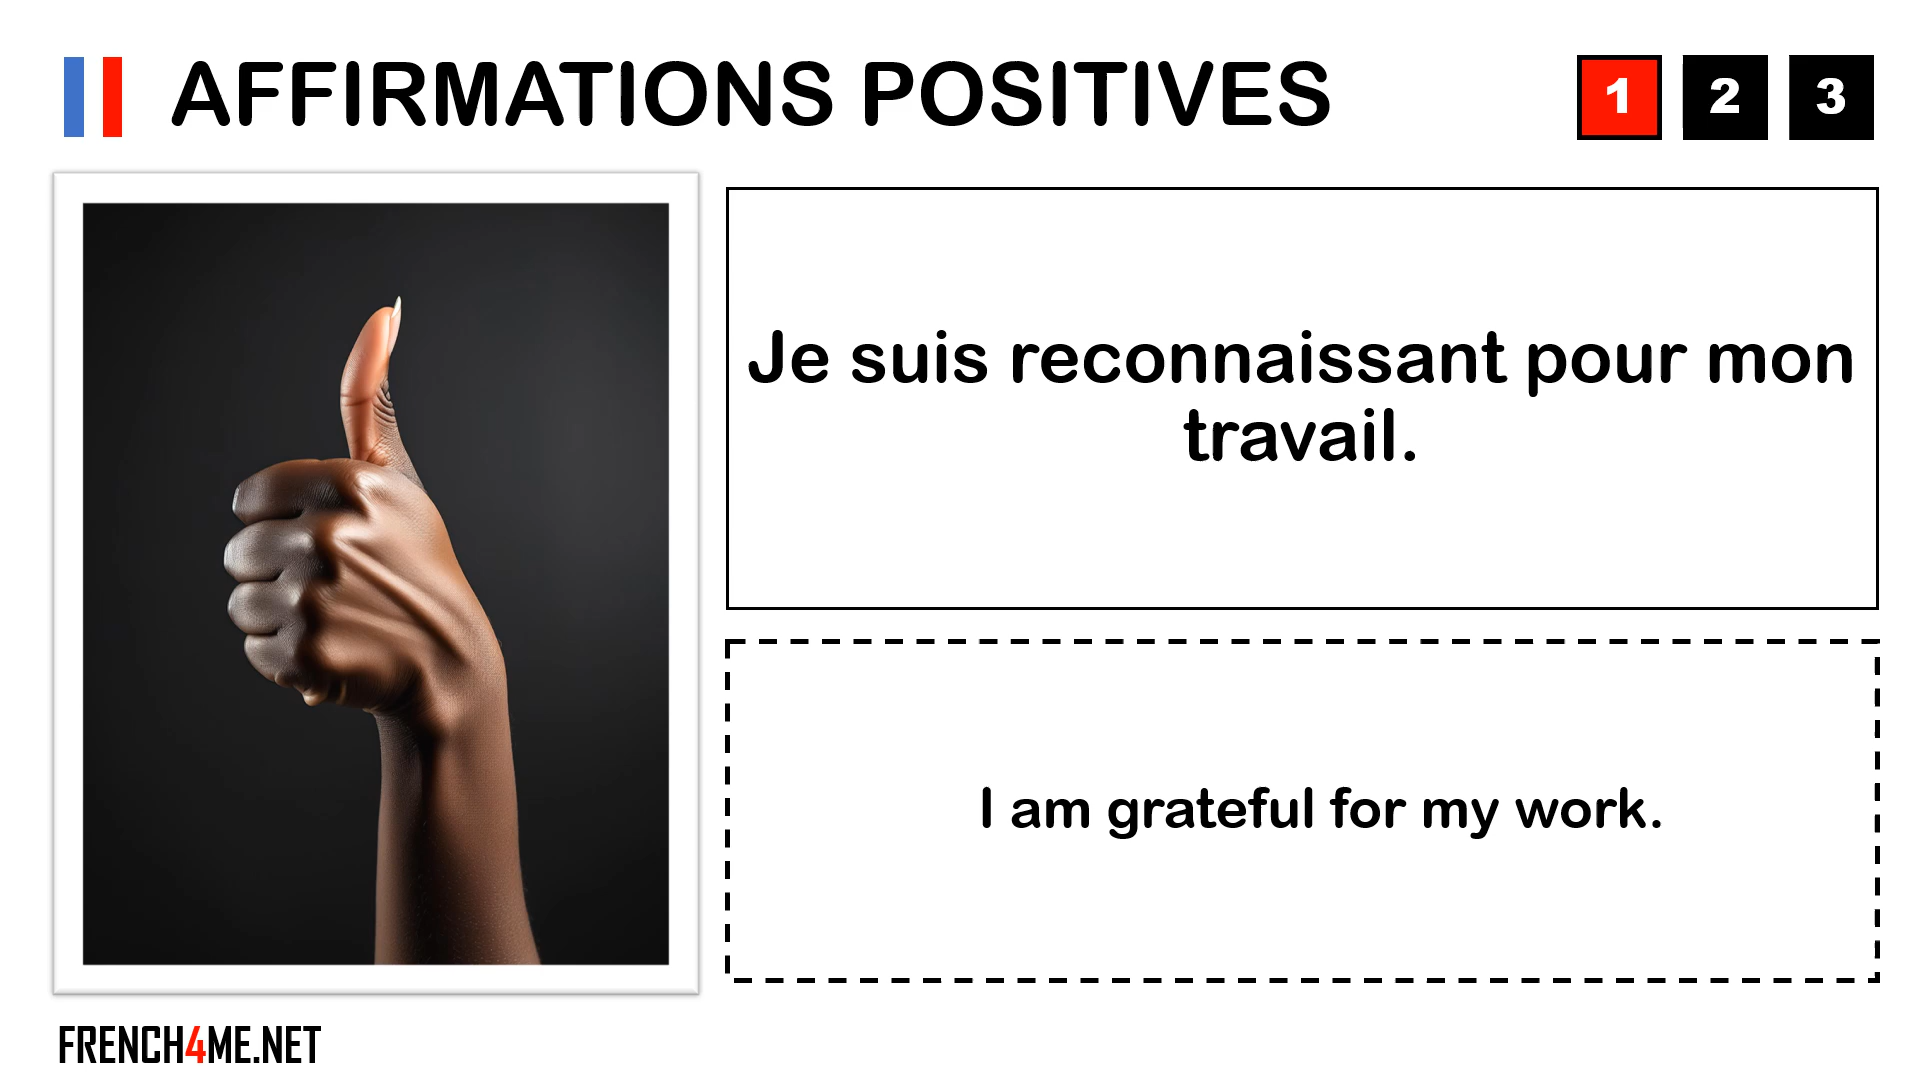 AFFIRMATIONS POSITIVES
1 2 3
Je suis reconnaissant pour mon
travail.
I am grateful for my work.
FRENCH4ME.NET